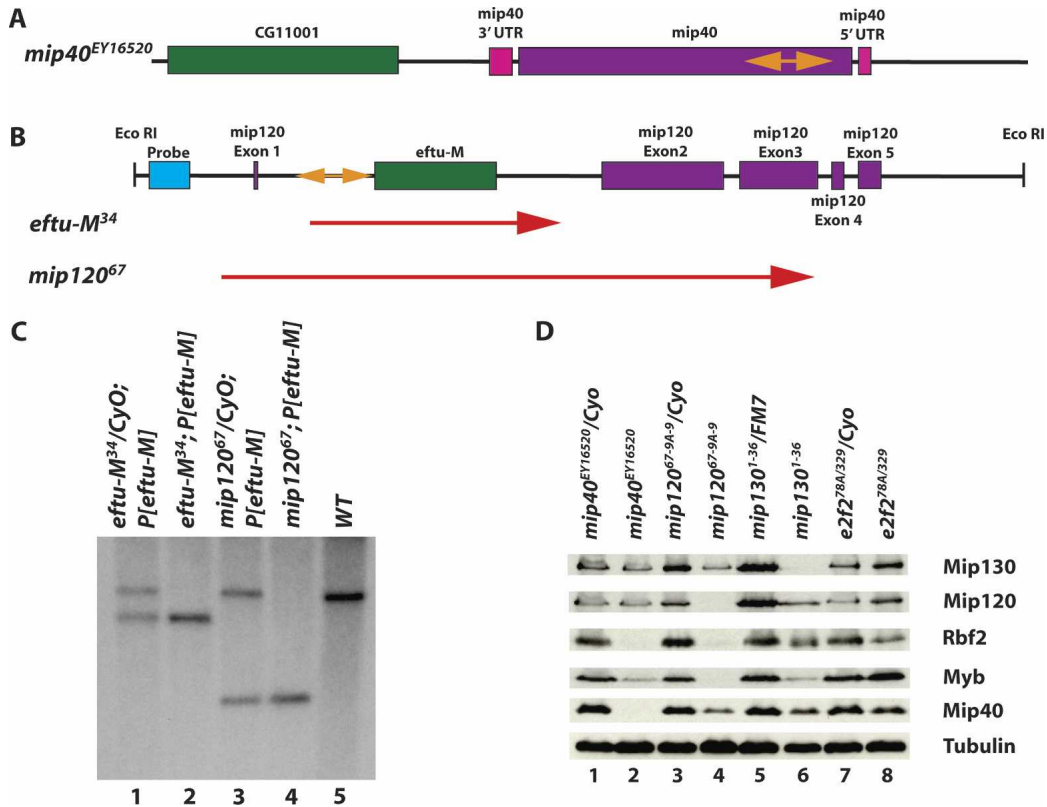 A
mip40EY16520
CG11001
mip40
3' UTR
mip40
mip40
5' UTR
B
Eco RI
Probe
mip120
Exon 1
eftu-M
mip120
Exon2
mip120
Exon3
mip120
Exon 4
mip120
Exon 5
Eco RI
eftu-M34
mip12067
C
eftu-M34/CyO;
P[eftu-M]
eftu-M34; P[eftu-M]
mip12067/CyO;
P[eftu-M]
mip12067; P[eftu-M]
WT
1 2 3 4 5
D
mip40EY16520/Cyo
mip40EY16520
mip12067-9A-9/Cyo
mip12067-9A-9
mip1301-36/FM7
mip1301-36
e2f278A/329/Cyo
e2f278A/329
Mip130
Mip120
Rbf2
Myb
Mip40
Tubulin
1 2 3 4 5 6 7 8